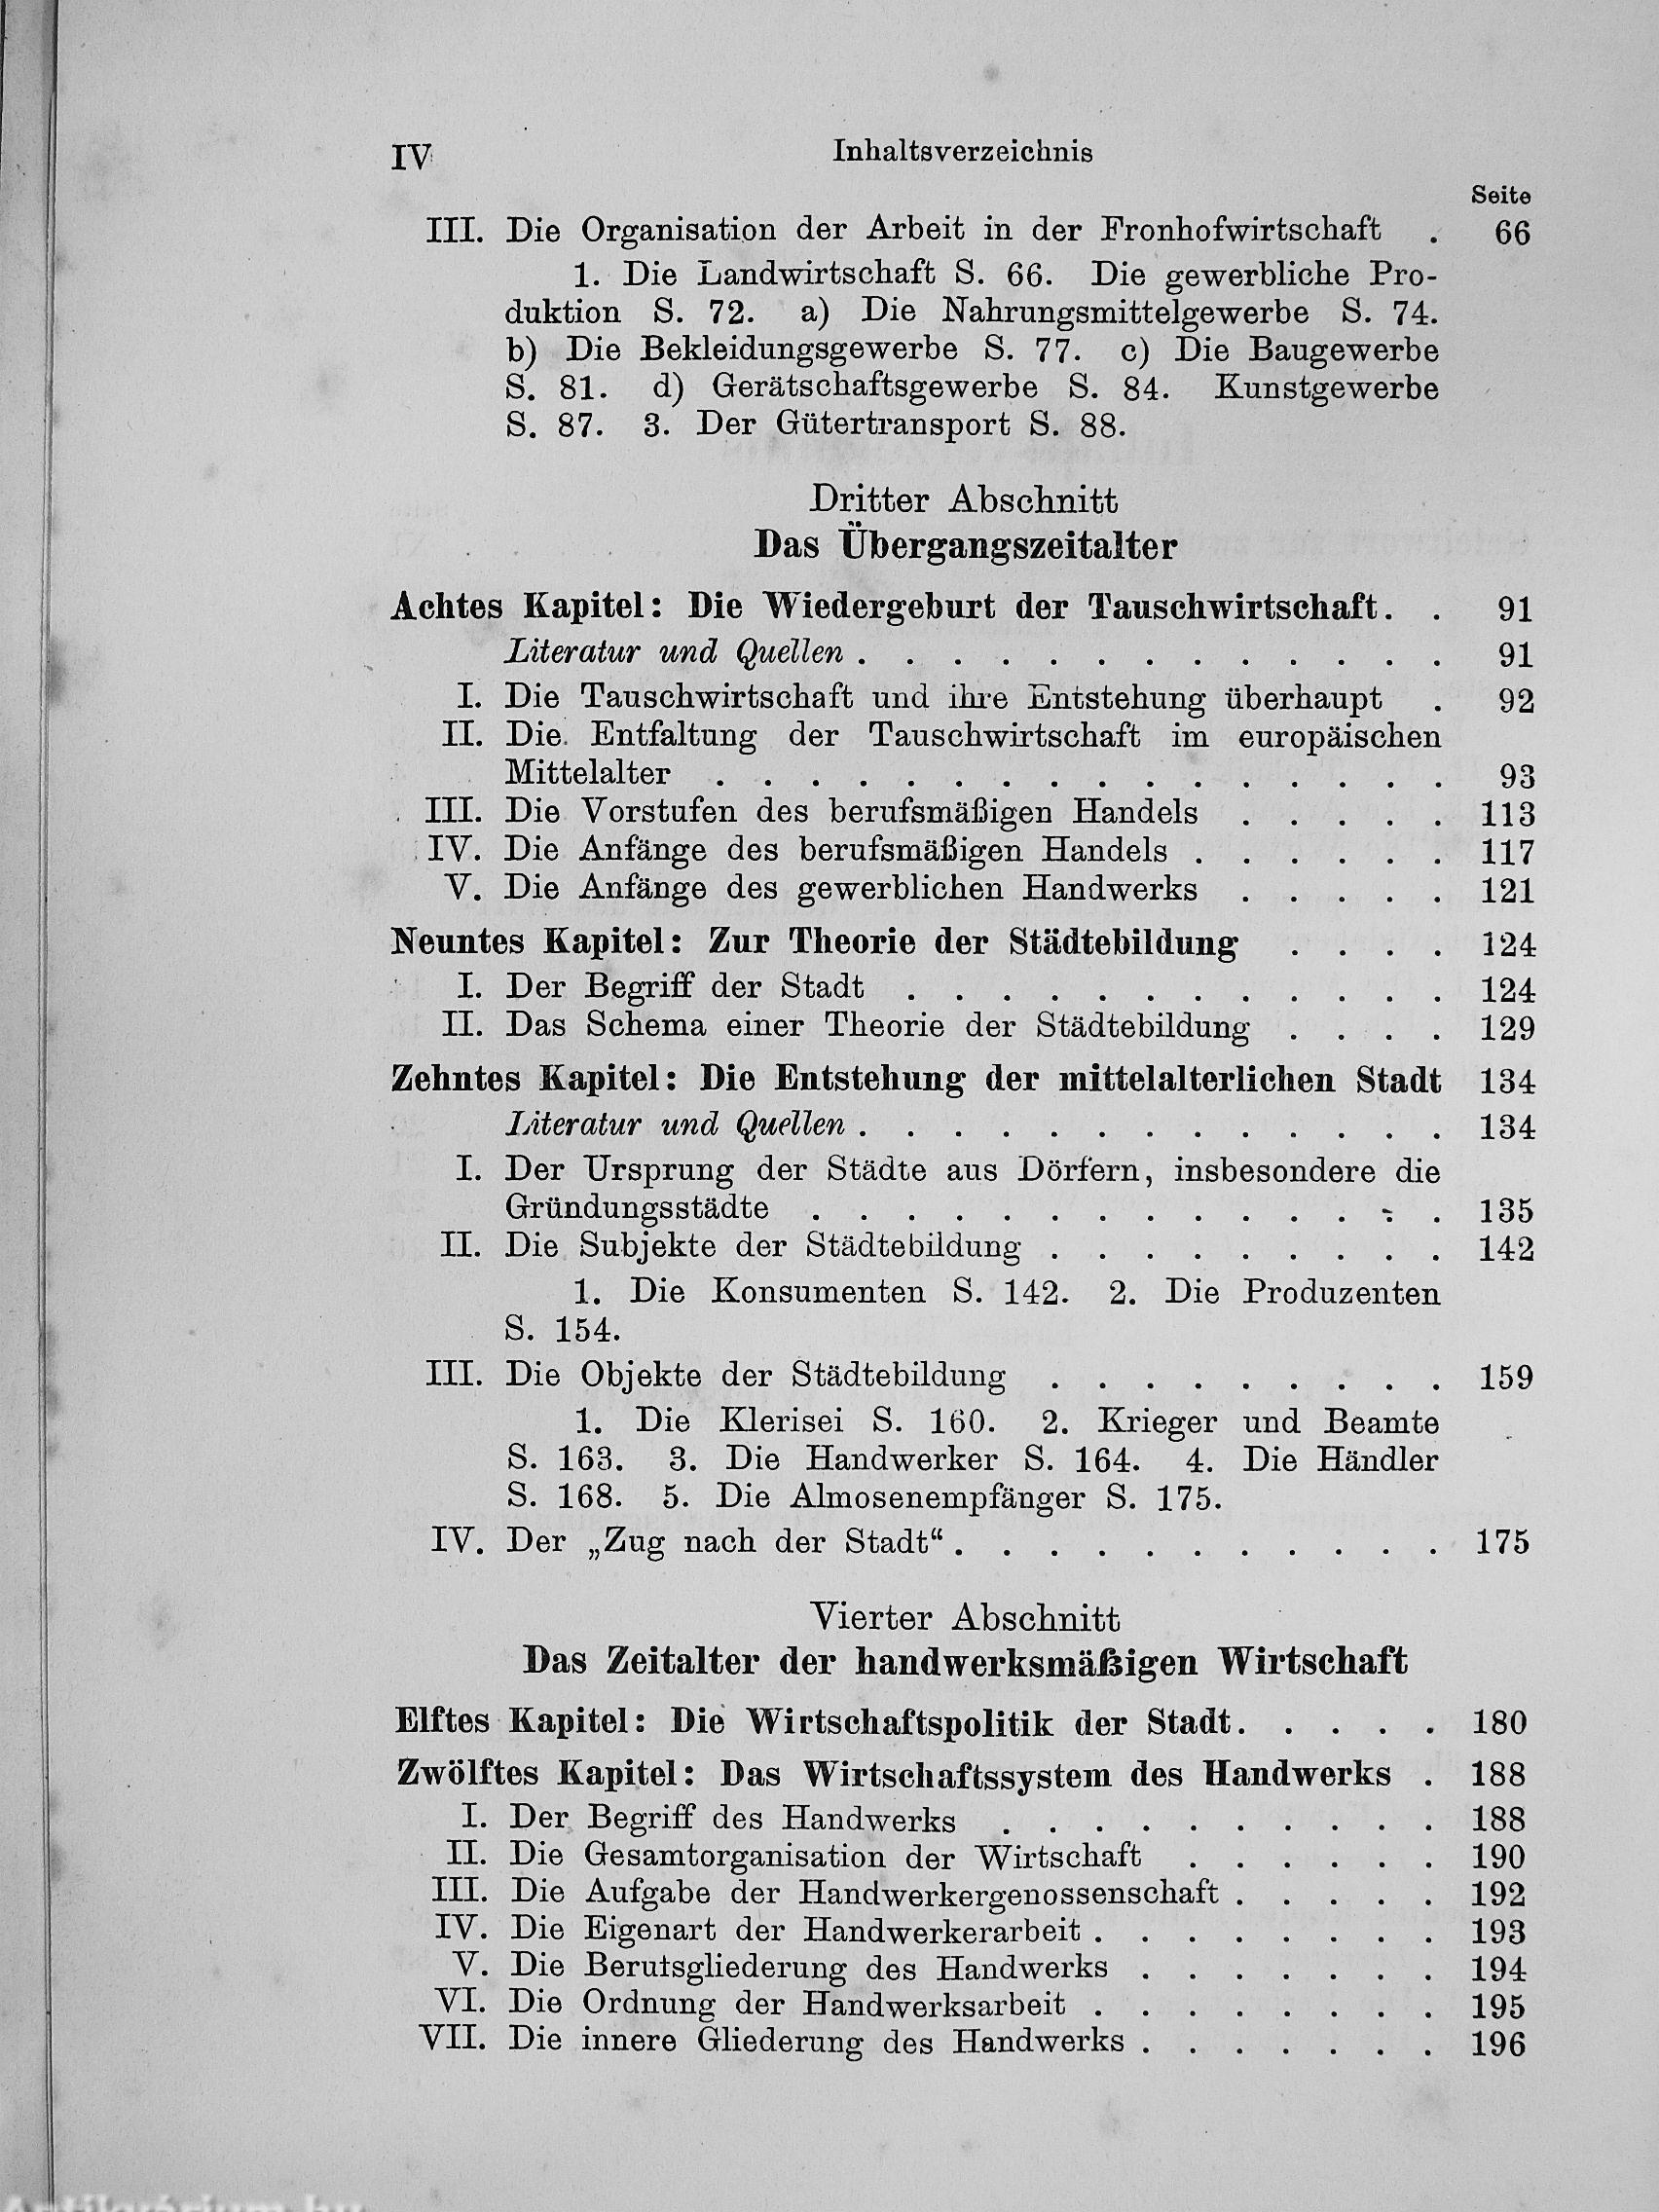 IV Inhaltsverzeichnis
Seite
III. Die Organisation der Arbeit in der Fronhofwirtschaft . 66
1. Die Landwirtschaft S. 66. Die gewerbliche Pro-
duktion S. 72. a) Die Nahrungsmittelgewerbe S. 74.
b) Die Bekleidungsgewerbe S. 77. c) Die Baugewerbe
S. 81. d) Gerätschaftsgewerbe S. 84. Kunstgewerbe
S. 87. 3. Der Gütertransport S. 88.
Dritter Abschnitt
Das Übergangszeitalter
Achtes Kapitel: Die Wiedergeburt der Tauschwirtschaft. . 91
Literatur und Quellen . . . . . . . . . . . . . 91
I. Die Tauschwirtschaft und ihre Entstehung überhaupt . 92
II. Die Entfaltung der Tauschwirtschaft im europäischen
Mittelalter . . . . . . . . . . . . . . . . 93
III. Die Vorstufen des berufsmäßigen Handels . . . . . 113
IV. Die Anfänge des berufsmäßigen Handels . . . . . . 117
V. Die Anfänge des gewerblichen Handwerks . . . . . 121
Neuntes Kapitel: Zur Theorie der Städtebildung . . . . 124
I. Der Begriff der Stadt . . . . . . . . . . . . 124
II. Das Schema einer Theorie der Städtebildung . . . . 129
Zehntes Kapitel: Die Entstehung der mittelalterlichen Stadt 134
Literatur und Quellen . . . . . . . . . . . . . 134
I. Der Ursprung der Städte aus Dörfern, insbesondere die
Gründungsstädte . . . . . . . . . . . . . . 135
II. Die Subjekte der Städtebildung . . . . . . . . . 142
1. Die Konsumenten S. 142. 2. Die Produzenten
S. 154.
III. Die Objekte der Städtebildung . . . . . . . . . 159
1. Die Klerisei S. 160. 2. Krieger und Beamte
S. 163. 3. Die Handwerker S. 164. 4. Die Händler
S. 168. 5. Die Almosenempfänger S. 175.
IV. Der „Zug nach der Stadt“ . . . . . . . . . . . 175
Vierter Abschnitt
Das Zeitalter der handwerksmäßigen Wirtschaft
Elftes Kapitel: Die Wirtschaftspolitik der Stadt. . . . . 180
Zwölftes Kapitel: Das Wirtschaftssystem des Handwerks . 188
I. Der Begriff des Handwerks . . . . . . . . . . 188
II. Die Gesamtorganisation der Wirtschaft . . . . . . 190
III. Die Aufgabe der Handwerkergenossenschaft . . . . . 192
IV. Die Eigenart der Handwerkerarbeit . . . . . . . . 193
V. Die Berutsgliederung des Handwerks . . . . . . . 194
VI. Die Ordnung der Handwerksarbeit . . . . . . . . 195
VII. Die innere Gliederung des Handwerks . . . . . . . 196